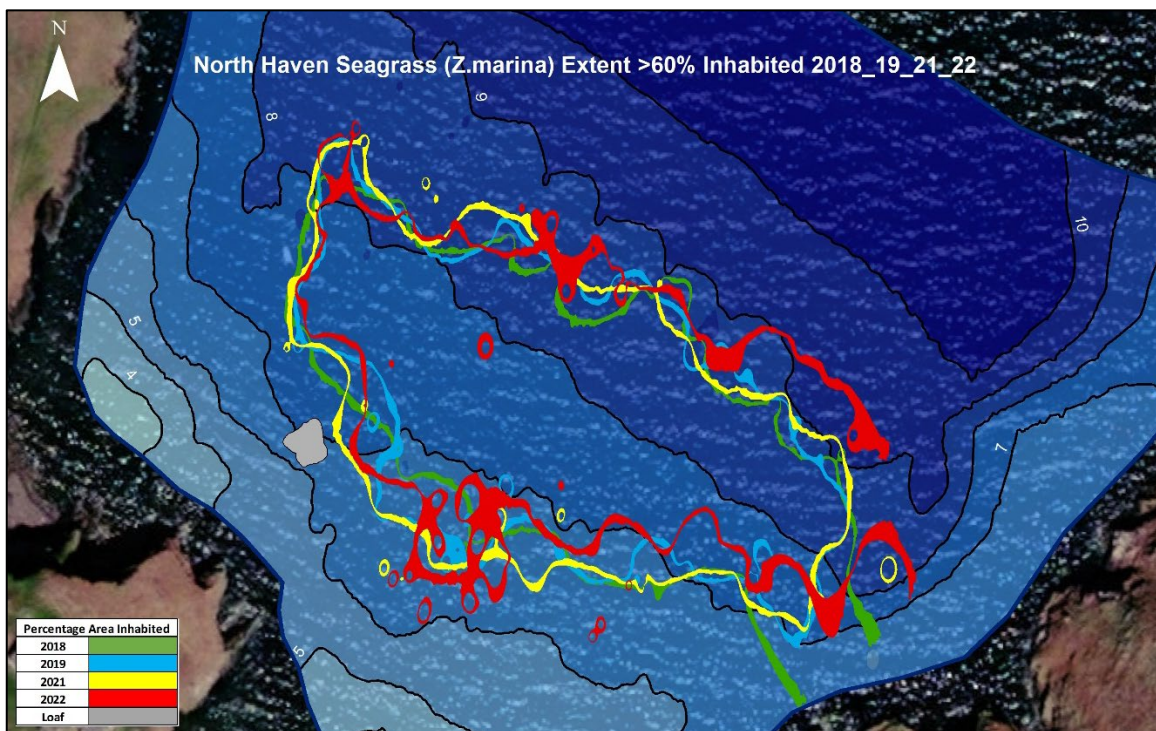 N
North Haven Seagrass (Z.marina) Extent >60% Inhabited 2018_19_21_22
9
8
10
5
4
7
5
Percentage Area Inhabited
2018
2019
2021
2022
Loaf